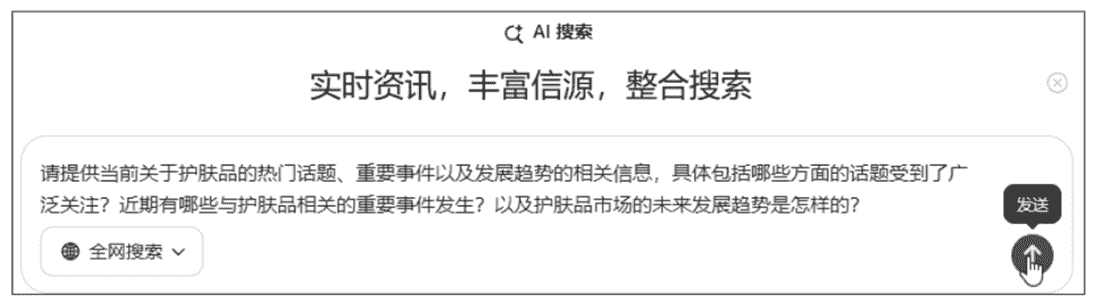 AI 搜索
实时资讯，丰富信源，整合搜索
请提供当前关于护肤品的热门话题、重要事件以及发展趋势的相关信息，具体包括哪些方面的话题受到了广
泛关注？近期有哪些与护肤品相关的重要事件发生？以及护肤品市场的未来发展趋势是怎样的？
发送
全网搜索